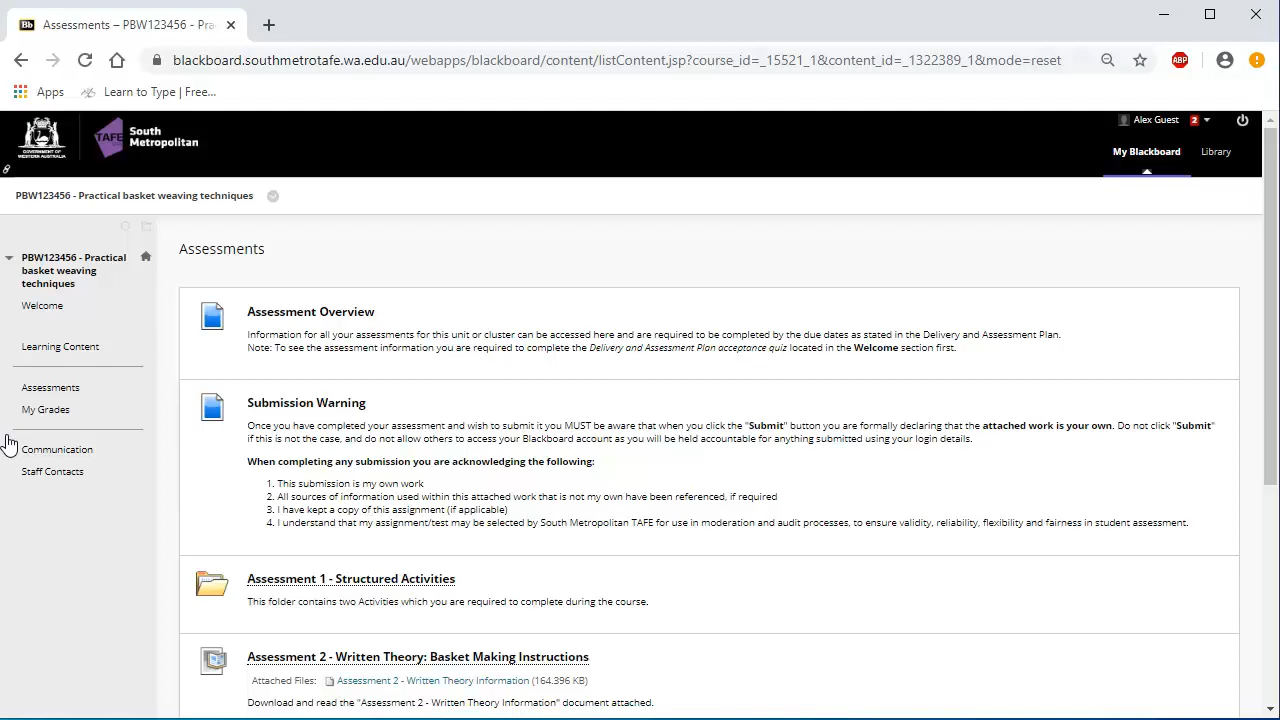 Assessments – PBW123456 - Pra
blackboard.southmetrotafe.wa.edu.au/webapps/blackboard/content/listContent.jsp?course_id=_15521_1&content_id=_1322389_1&mode=reset
ABP
Apps
Learn to Type | Free...
GOVERNMENT OF WESTERN AUSTRALIA
TAFE
South
Metropolitan
Alex Guest 2
My Blackboard
Library
PBW123456 - Practical basket weaving techniques
PBW123456 - Practical
basket weaving
techniques
Welcome
Learning Content
Assessments
My Grades
Communication
Staff Contacts
Assessments
Assessment Overview
Information for all your assessments for this unit or cluster can be accessed here and are required to be completed by the due dates as stated in the Delivery and Assessment Plan.
Note: To see the assessment information you are required to complete the Delivery and Assessment Plan acceptance quiz located in the Welcome section first.
Submission Warning
Once you have completed your assessment and wish to submit it you MUST be aware that when you click the "Submit" button you are formally declaring that the attached work is your own. Do not click "Submit"
if this is not the case, and do not allow others to access your Blackboard account as you will be held accountable for anything submitted using your login details.
When completing any submission you are acknowledging the following:
1. This submission is my own work
2. All sources of information used within this attached work that is not my own have been referenced, if required
3. I have kept a copy of this assignment (if applicable)
4. I understand that my assignment/test may be selected by South Metropolitan TAFE for use in moderation and audit processes, to ensure validity, reliability, flexibility and fairness in student assessment.
Assessment 1 - Structured Activities
This folder contains two Activities which you are required to complete during the course.
Assessment 2 - Written Theory: Basket Making Instructions
Attached Files: Assessment 2 - Written Theory Information (164.396 KB)
Download and read the "Assessment 2 - Written Theory Information" document attached.